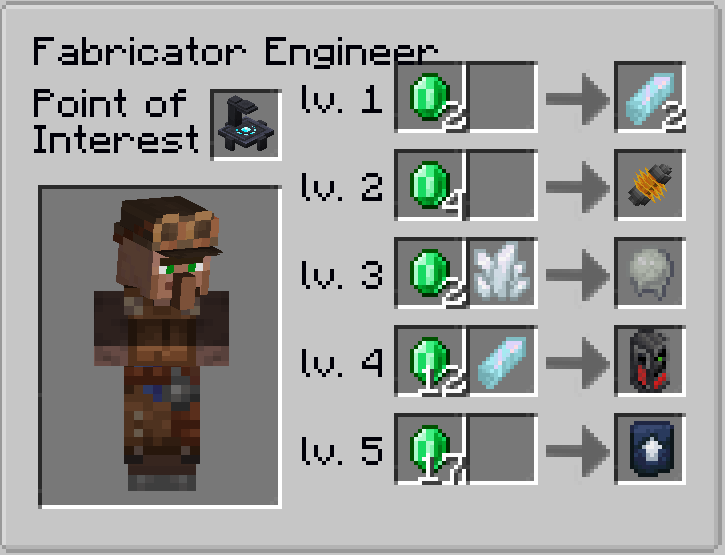 Fabricator Engineer
Point of
Interest
lv. 1 2 2
lv. 2 4
lv. 3 2
lv. 4 12
lv. 5 17